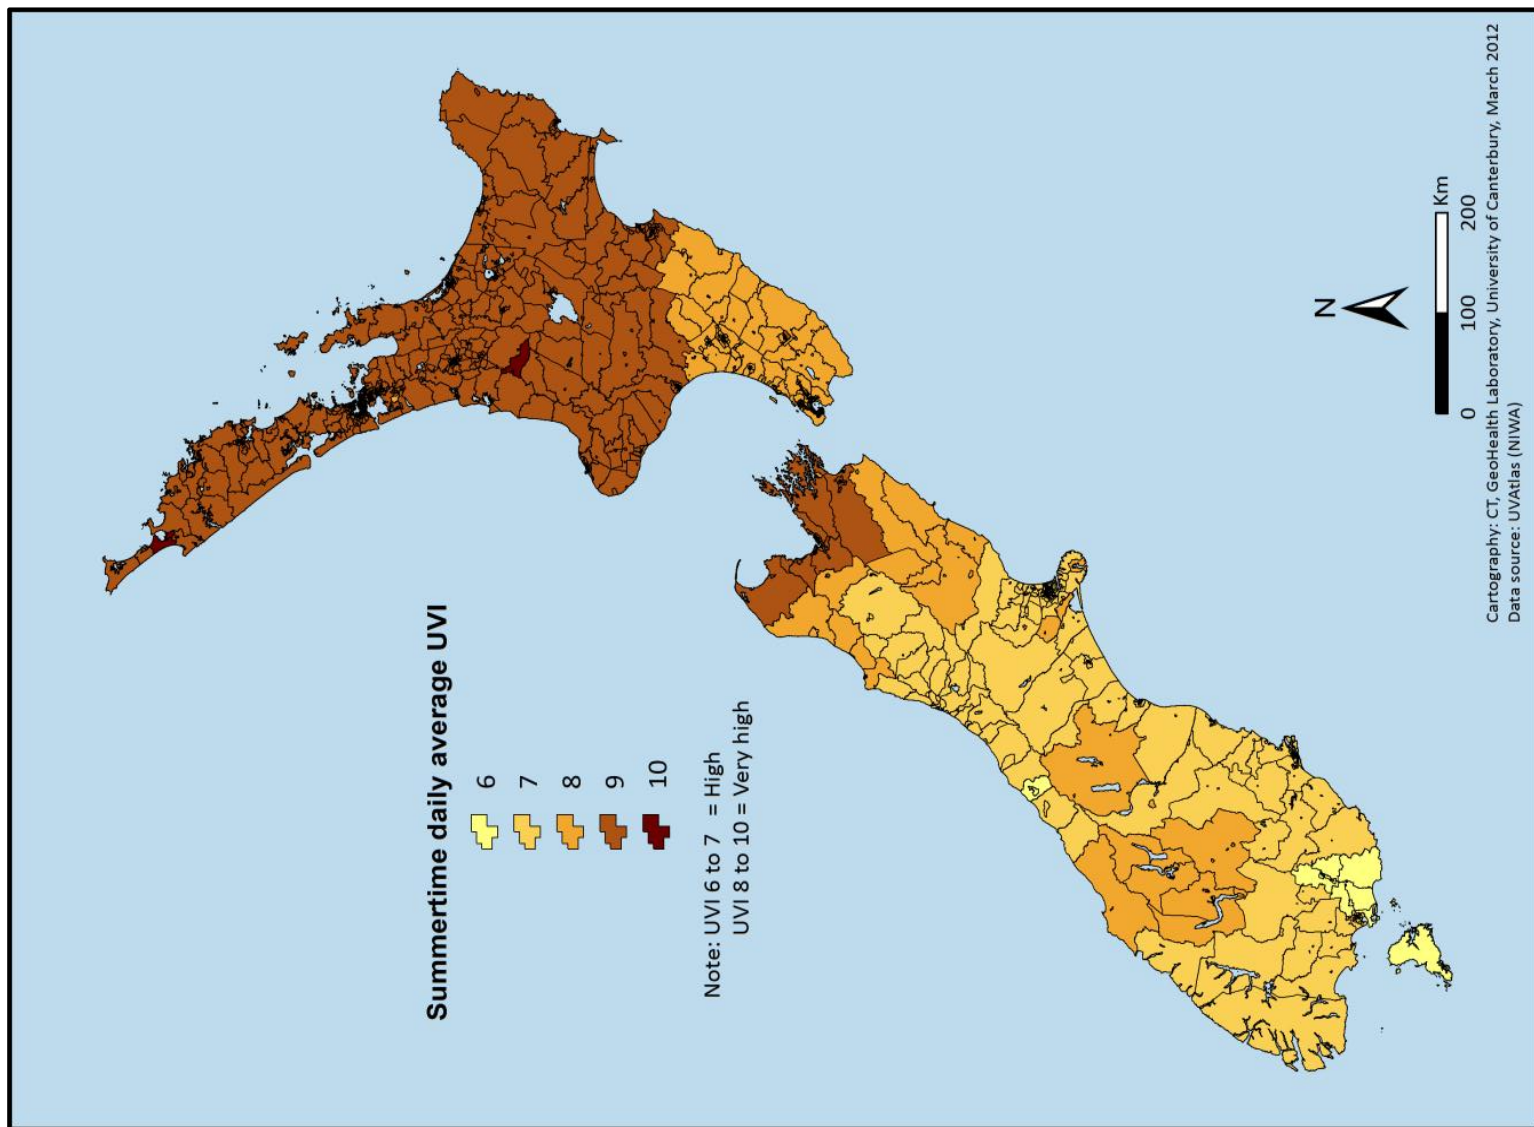 Summertime daily average UVI
6
7
8
9
10
Note: UVI 6 to 7 = High
UVI 8 to 10 = Very high
N
Km
0 100 200
Cartography: CT, GeoHealth Laboratory, University of Canterbury, March 2012
Data source: UVAtlas (NIWA)